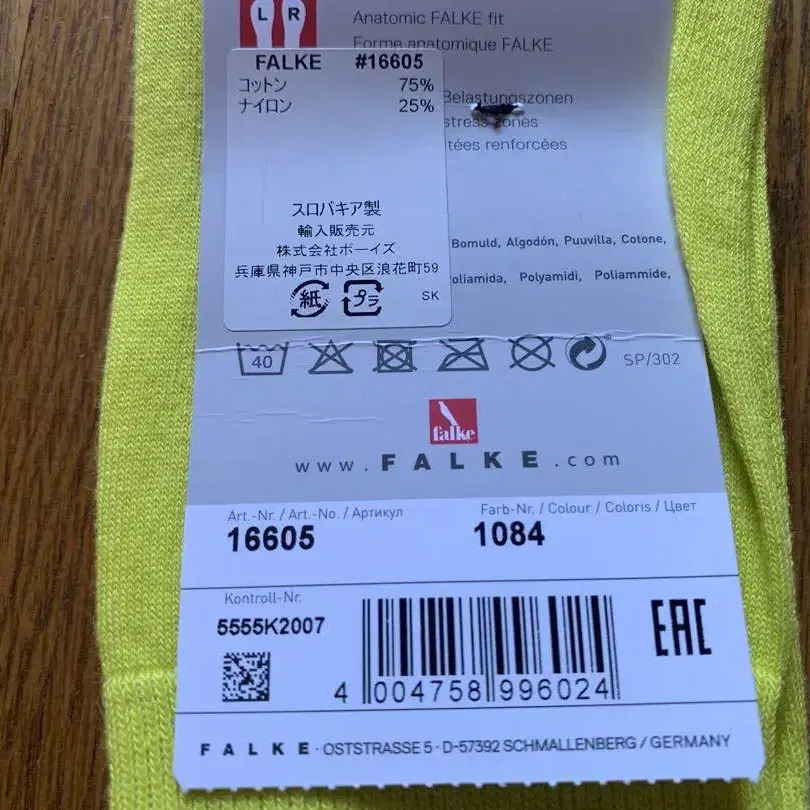 L R
Anatomic FALKE fit
Forme anatomique FALKE
FALKE #16605
コットン 75%
ナイロン 25%
Belastungszonen
stress zones
itées renforcées
スロバキア製
輸入販売元
株式会社ボーイズ
兵庫県神戸市中央区浪花町59
紙 プラ SK
Bomuld, Algodón, Puuvilla, Cotone,
oliamida, Polyamidi, Poliammide,
40
SP/302
falke
www.FALKE.com
Art.-Nr. / Art.-No. / Артикул
16605
Farb-Nr. / Colour / Coloris / Цвет
1084
Kontroll-Nr.
5555K2007
EAC
4 004758 996024
FALKE · OSTSTRASSE 5 · D-57392 SCHMALLENBERG / GERMANY